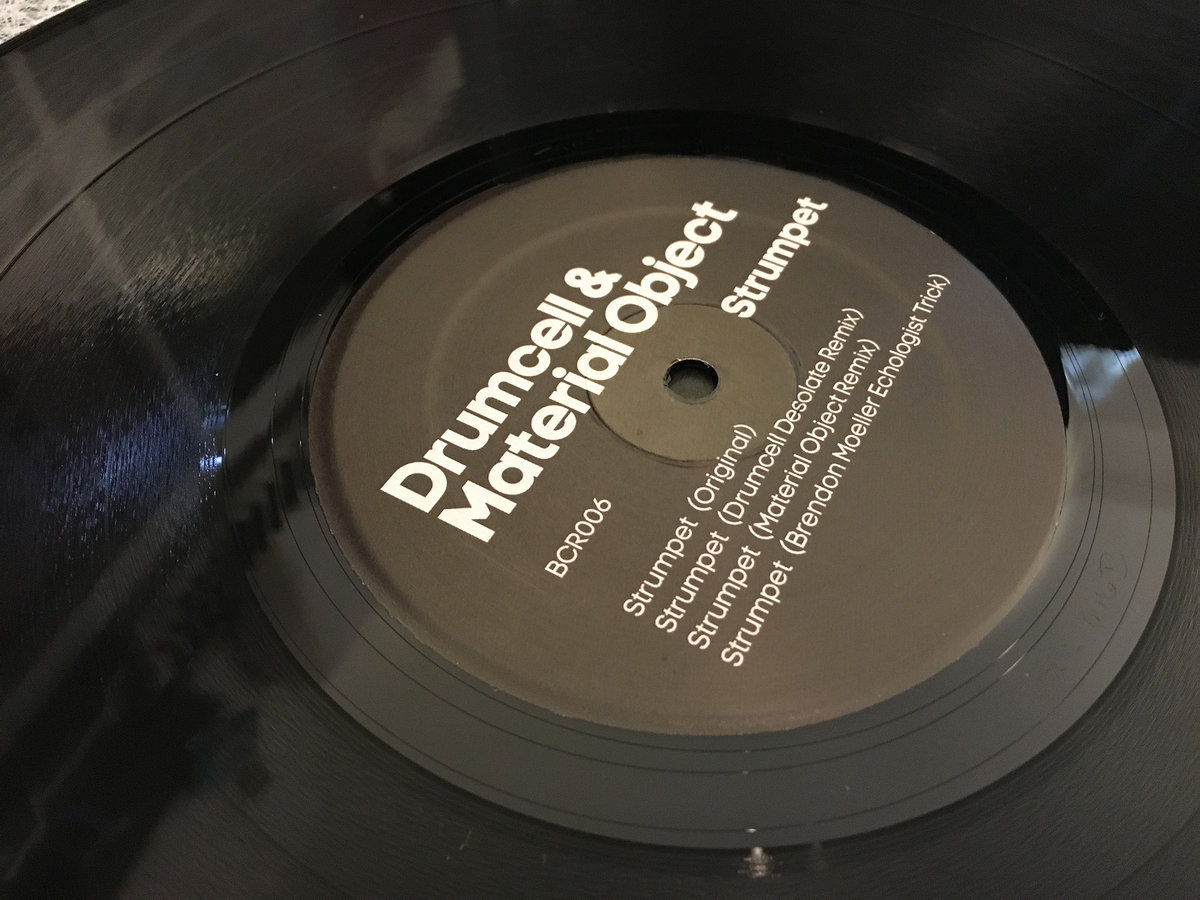 Drumcell &
Material Object
Strumpet
BCR006
Strumpet (Original)
Strumpet (Drumcell Desolate Remix)
Strumpet (Material Object Remix)
Strumpet (Brendon Moeller Echologist Trick)